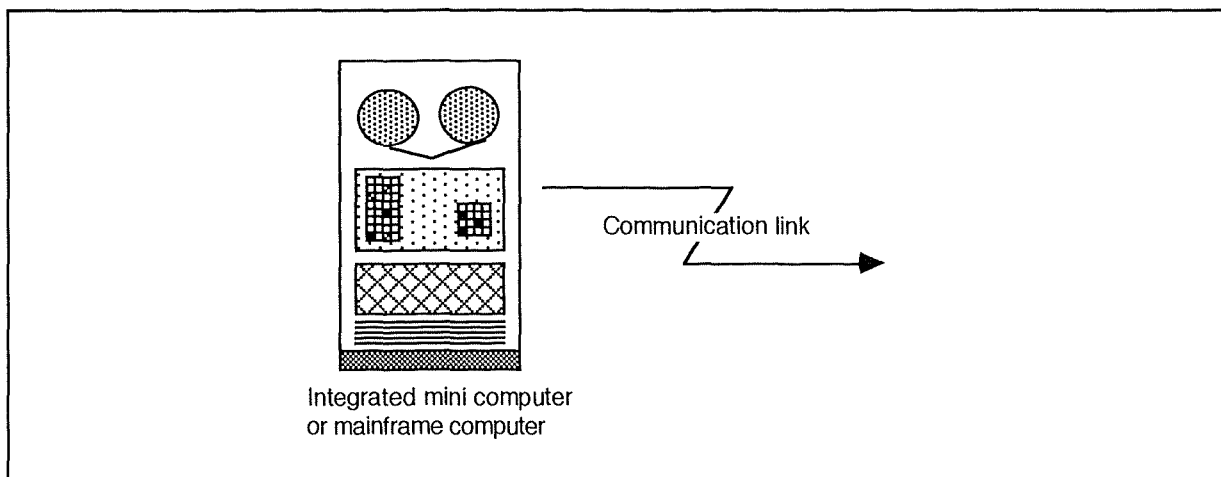 Communication link
Integrated mini computer
or mainframe computer